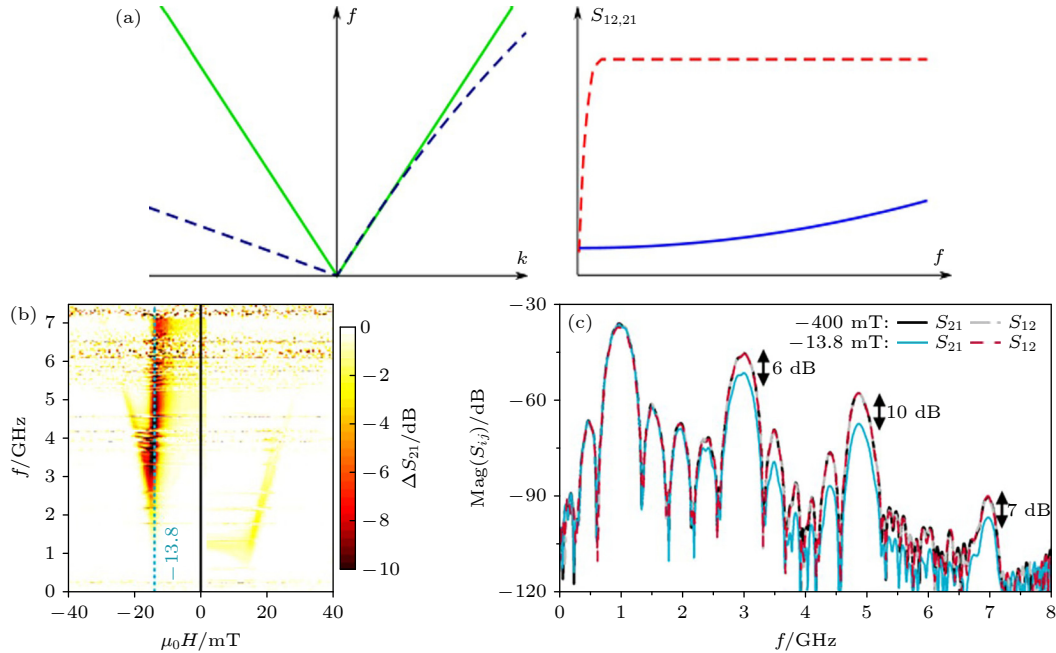 (a)
f
k
S₁₂,₂₁
f
(b)
7
6
5
4
3
2
1
0
f/GHz
−13.8
−40
−20
0
20
40
μ₀H/mT
0
−2
−4
−6
−8
−10
ΔS₂₁/dB
(c)
−400 mT: S₂₁ S₁₂
−13.8 mT: S₂₁ S₁₂
6 dB
10 dB
7 dB
−30
−60
−90
−120
Mag(Sᵢⱼ)/dB
0
1
2
3
4
5
6
7
8
f/GHz